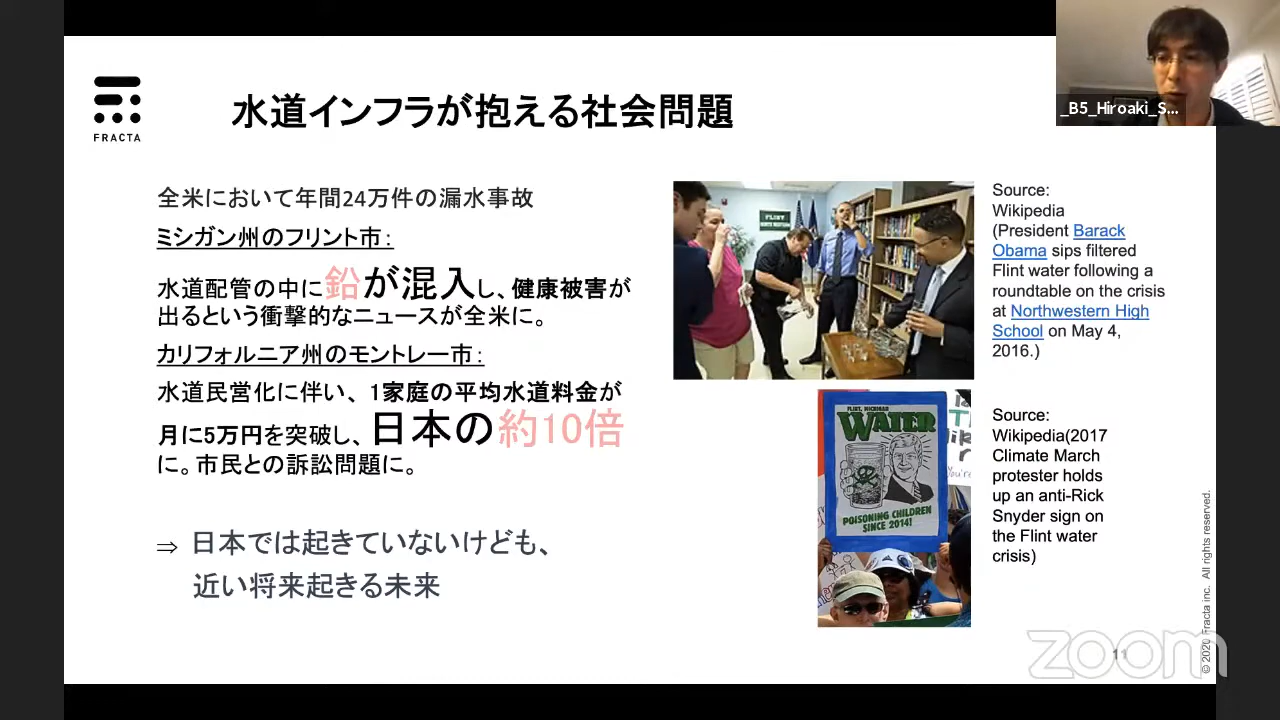 FRACTA
水道インフラが抱える社会問題
_B5_Hiroaki_S...
全米において年間24万件の漏水事故
ミシガン州のフリント市：
水道配管の中に鉛が混入し、健康被害が
出るという衝撃的なニュースが全米に。
カリフォルニア州のモントレー市：
水道民営化に伴い、1家庭の平均水道料金が
月に5万円を突破し、日本の約10倍
に。市民との訴訟問題に。
⇒ 日本では起きていないけども、
近い将来起きる未来
FLINT
Source:
Wikipedia
(President Barack
Obama sips filtered
Flint water following a
roundtable on the crisis
at Northwestern High
School on May 4,
2016.)
FLINT, MICHIGAN
WATER
POISONING CHILDREN
SINCE 2014!
You're
Source:
Wikipedia(2017
Climate March
protester holds
up an anti-Rick
Snyder sign on
the Flint water
crisis)
© 2020 Fracta inc. All rights reserved.
11
zoom